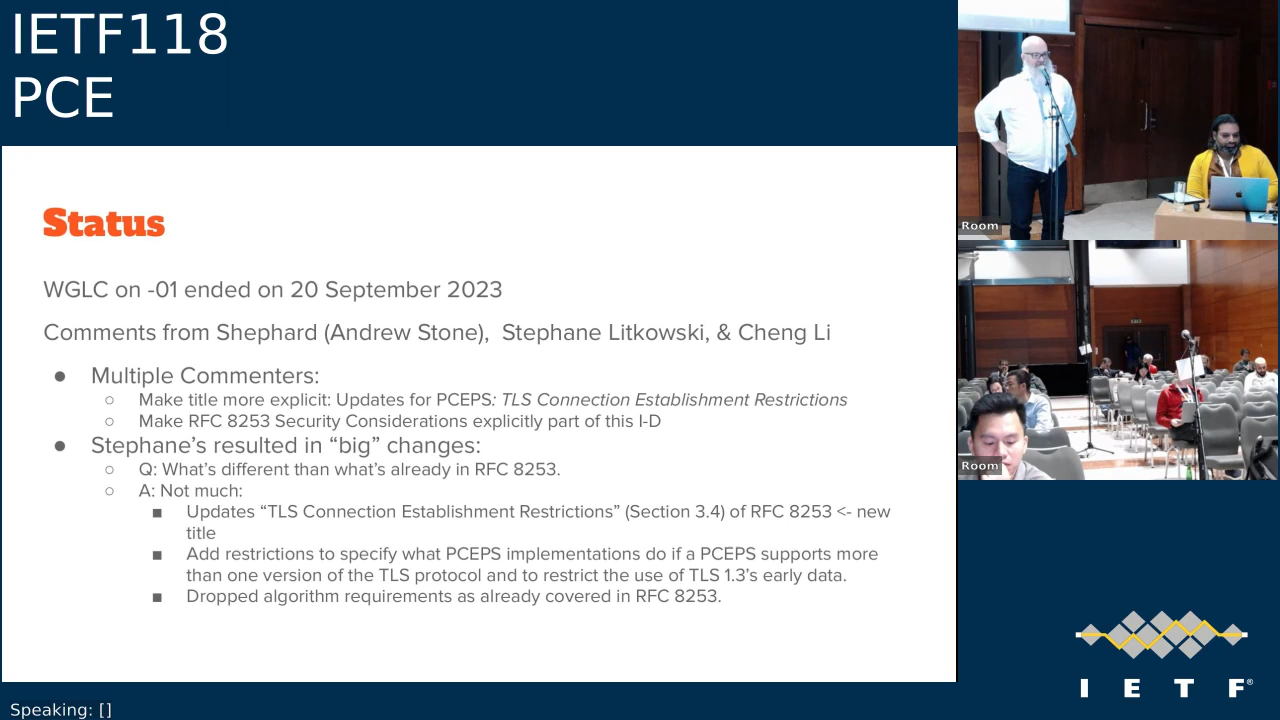 IETF118
PCE
Status
WGLC on -01 ended on 20 September 2023
Comments from Shephard (Andrew Stone),  Stephane Litkowski, & Cheng Li
● Multiple Commenters:
○ Make title more explicit: Updates for PCEPS: TLS Connection Establishment Restrictions
○ Make RFC 8253 Security Considerations explicitly part of this I-D
● Stephane’s resulted in “big” changes:
○ Q: What’s different than what’s already in RFC 8253.
○ A: Not much:
■ Updates “TLS Connection Establishment Restrictions” (Section 3.4) of RFC 8253 <- new
title
■ Add restrictions to specify what PCEPS implementations do if a PCEPS supports more
than one version of the TLS protocol and to restrict the use of TLS 1.3’s early data.
■ Dropped algorithm requirements as already covered in RFC 8253.
Room
Room
I E T F®
Speaking: []